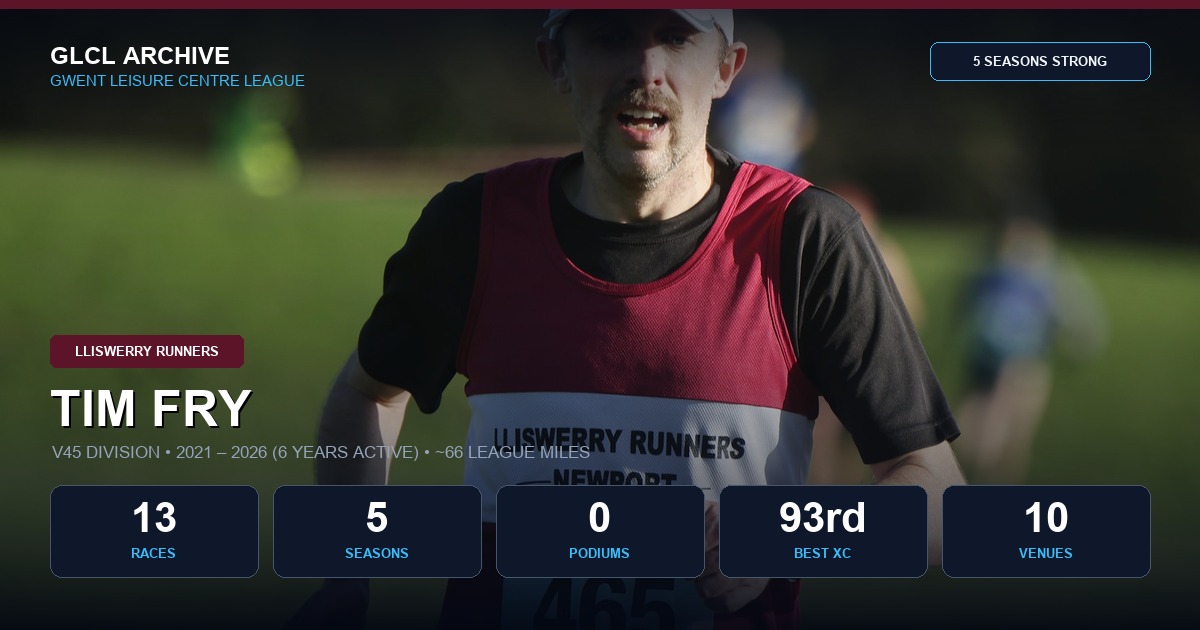 GLCL ARCHIVE
GWENT LEISURE CENTRE LEAGUE
5 SEASONS STRONG
LLISWERRY RUNNERS
TIM FRY
V45 DIVISION • 2021 – 2026 (6 YEARS ACTIVE) • ~66 LEAGUE MILES
LLISWERRY RUNNERS
NEWPORT
13
RACES
5
SEASONS
0
PODIUMS
93rd
BEST XC
10
VENUES
465